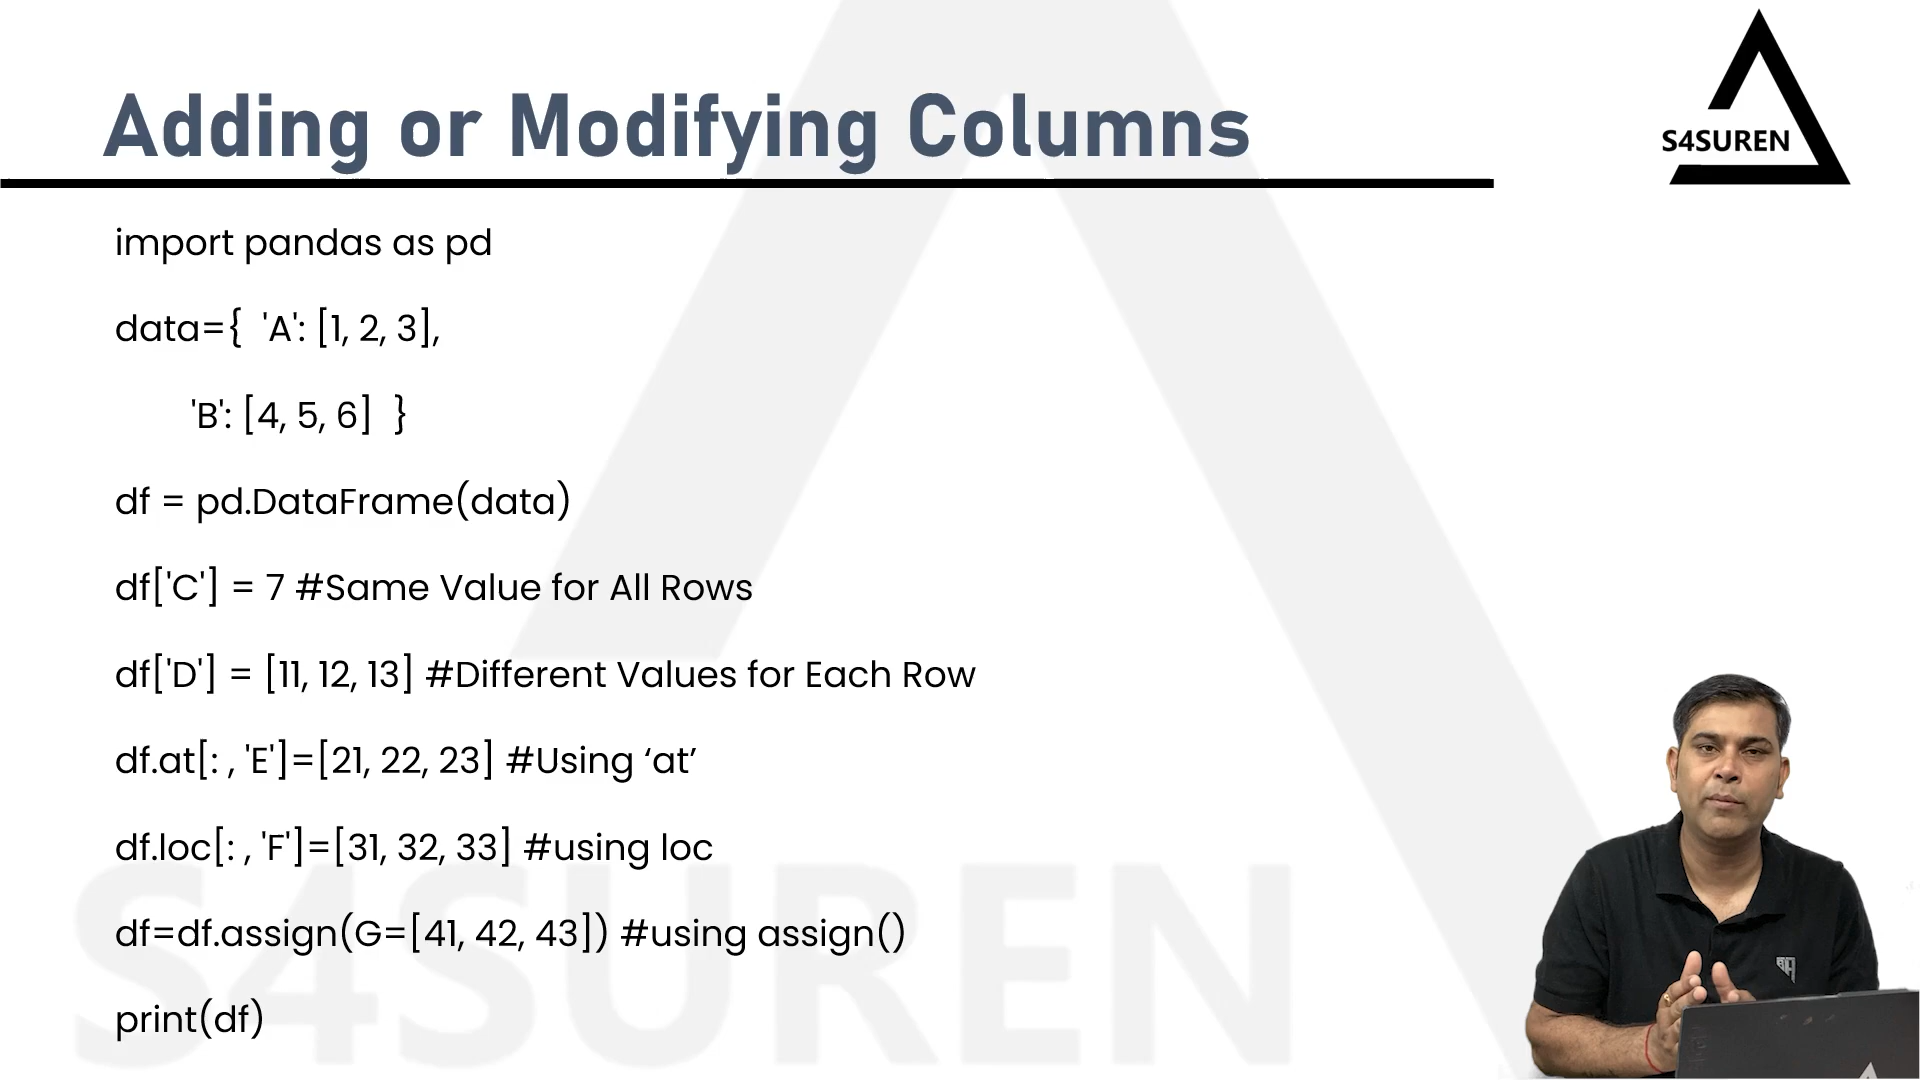 Adding or Modifying Columns
S4SUREN
import pandas as pd
data={  'A': [1, 2, 3],
'B': [4, 5, 6]  }
df = pd.DataFrame(data)
df['C'] = 7 #Same Value for All Rows
df['D'] = [11, 12, 13] #Different Values for Each Row
df.at[: , 'E']=[21, 22, 23] #Using ‘at’
df.loc[: , 'F']=[31, 32, 33] #using loc
df=df.assign(G=[41, 42, 43]) #using assign()
print(df)
S4SUREN